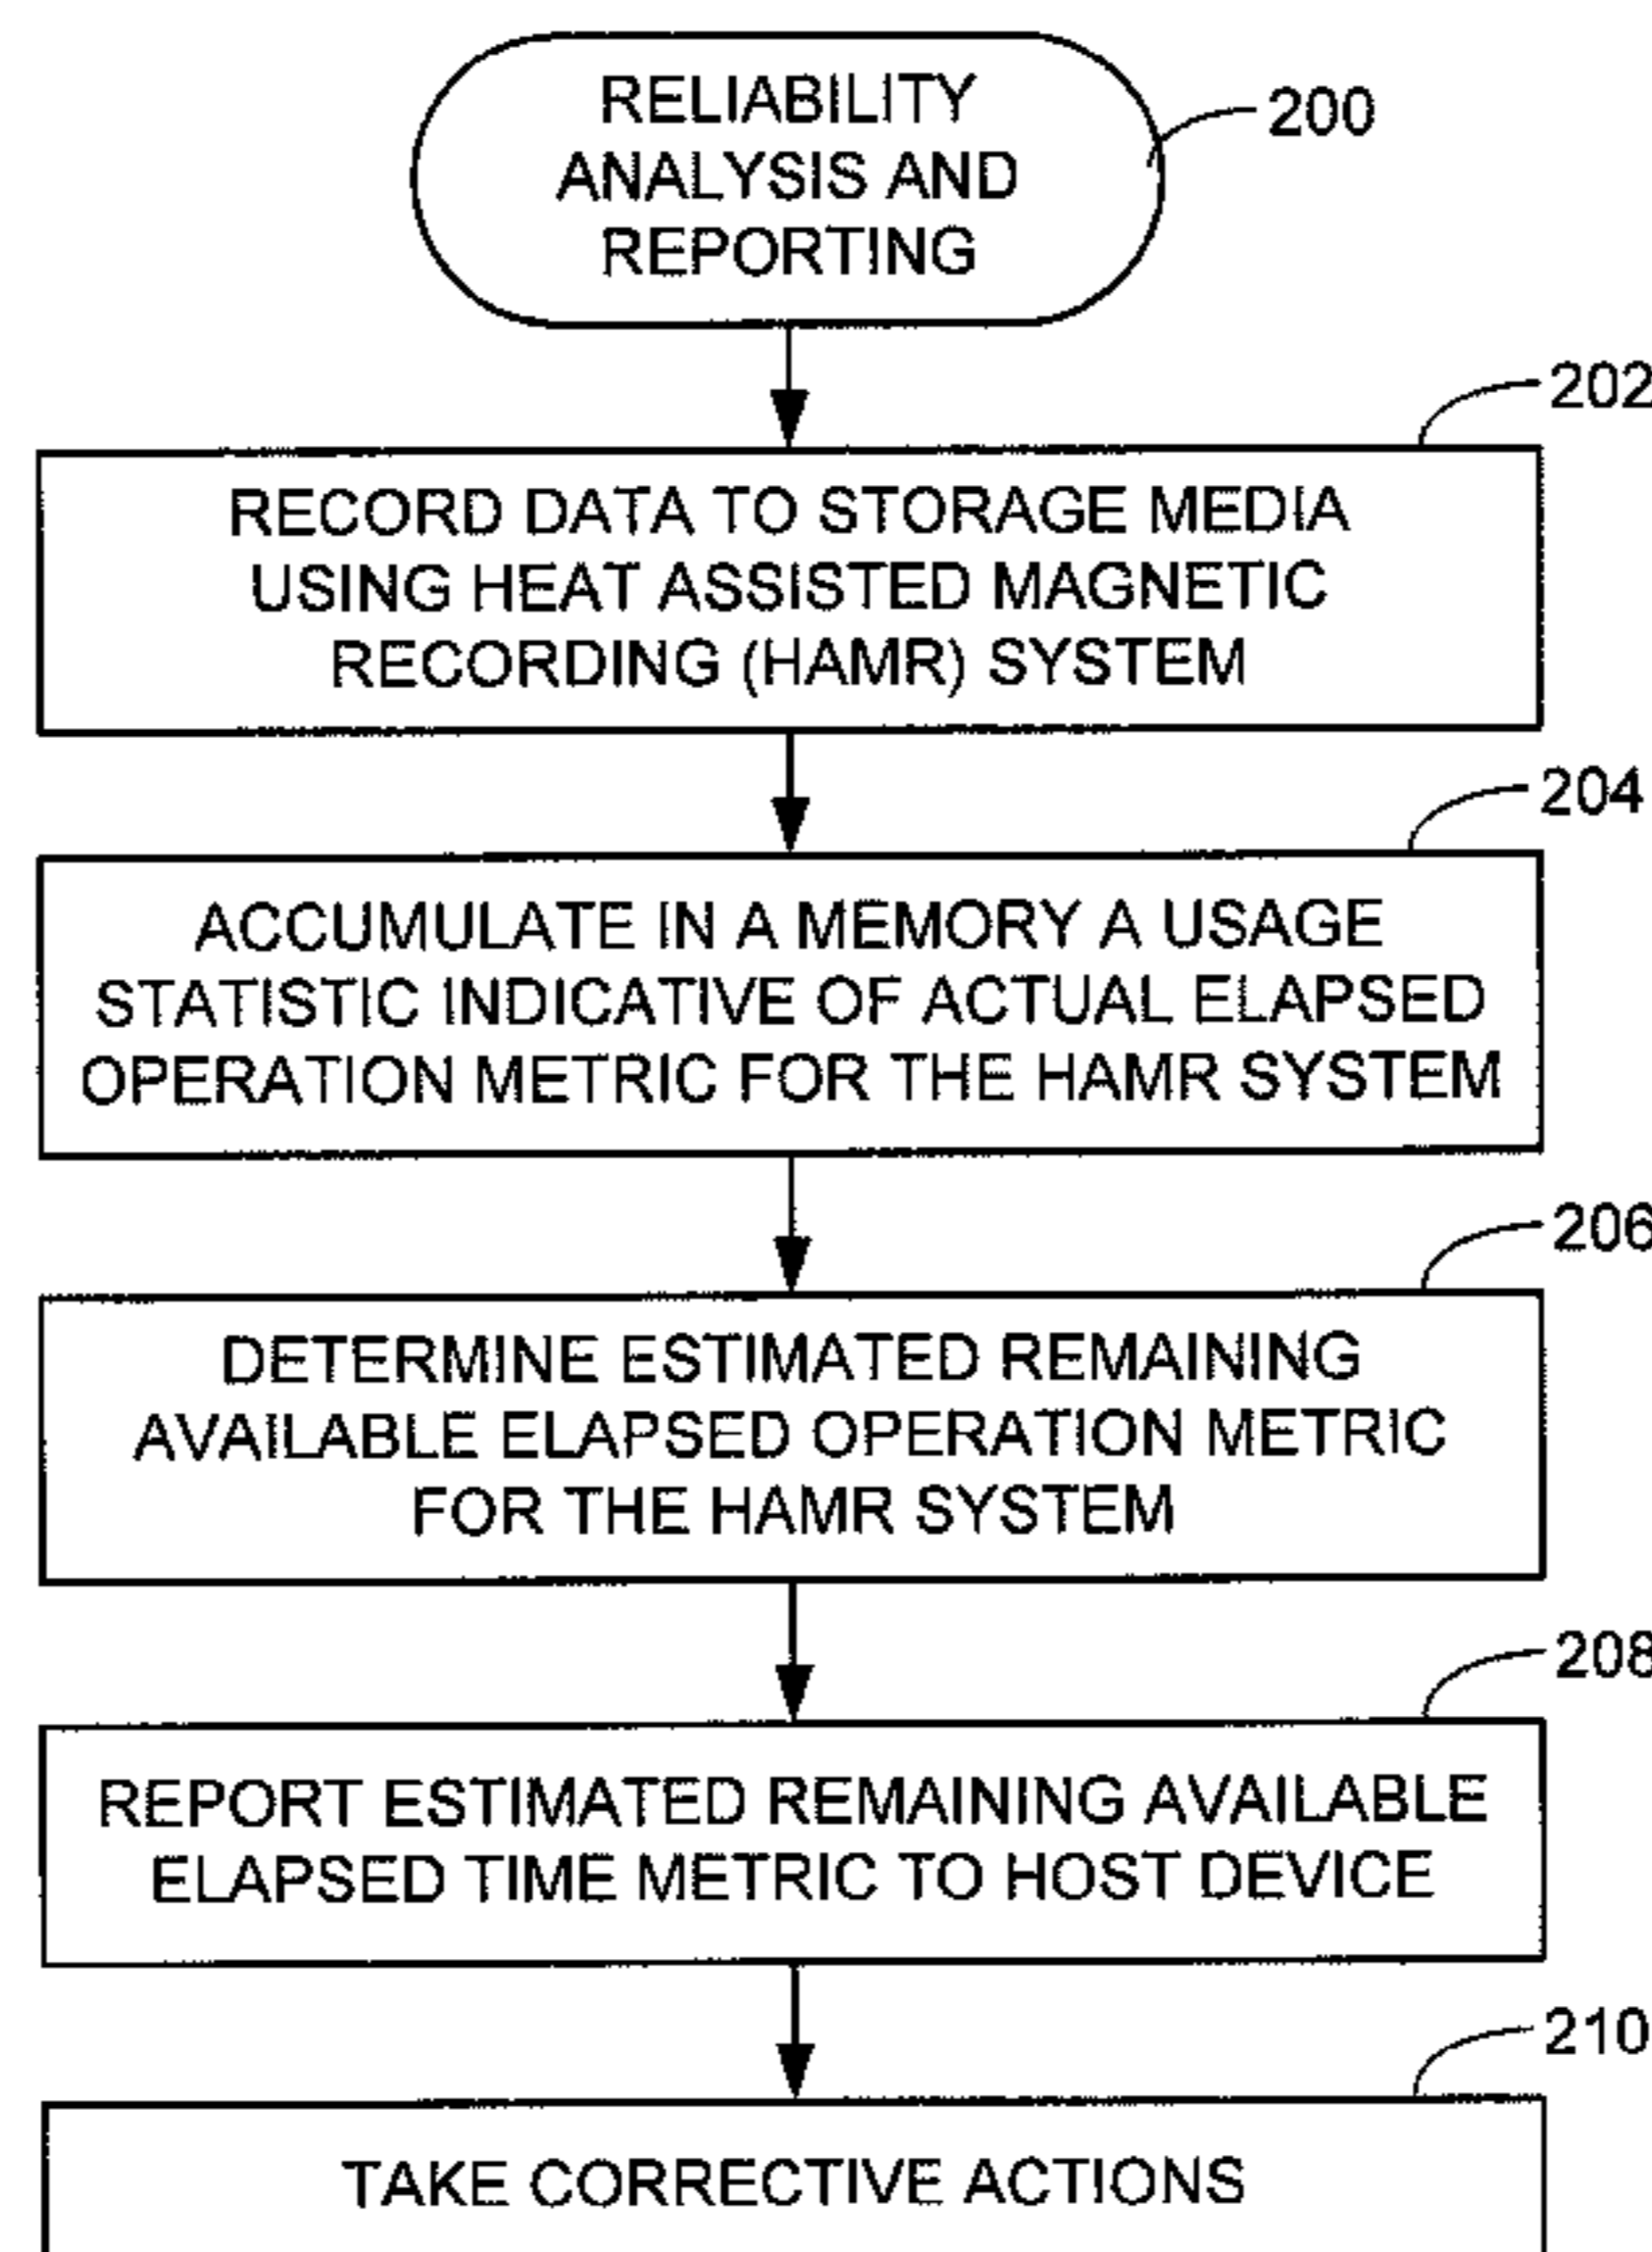 RELIABILITY
ANALYSIS AND
REPORTING
200
202
RECORD DATA TO STORAGE MEDIA
USING HEAT ASSISTED MAGNETIC
RECORDING (HAMR) SYSTEM
204
ACCUMULATE IN A MEMORY A USAGE
STATISTIC INDICATIVE OF ACTUAL ELAPSED
OPERATION METRIC FOR THE HAMR SYSTEM
206
DETERMINE ESTIMATED REMAINING
AVAILABLE ELAPSED OPERATION METRIC
FOR THE HAMR SYSTEM
208
REPORT ESTIMATED REMAINING AVAILABLE
ELAPSED TIME METRIC TO HOST DEVICE
210
TAKE CORRECTIVE ACTIONS